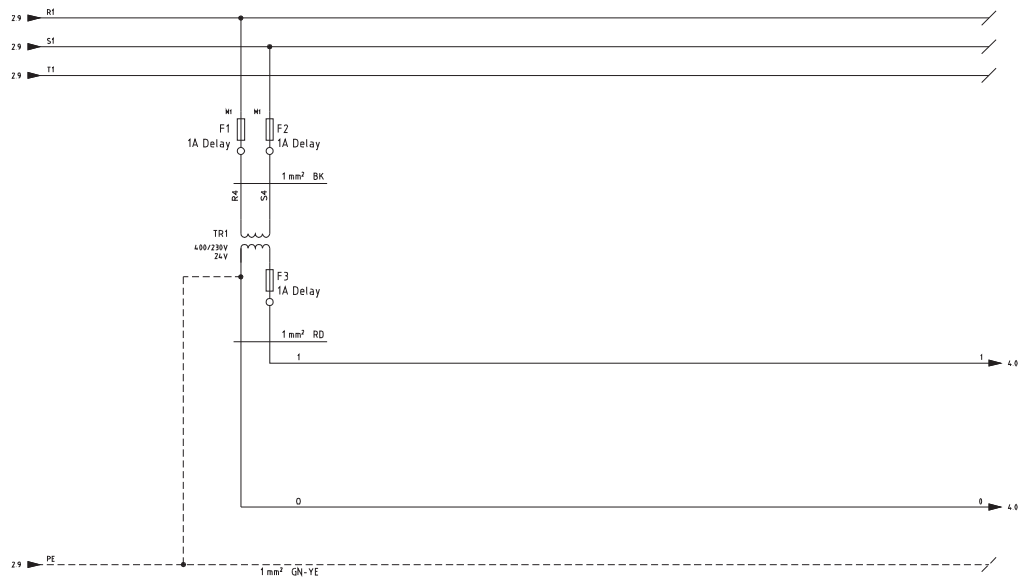 2.9 R1
2.9 S1
2.9 T1
M1 M1
F1 F2
1A Delay 1A Delay
1 mm² BK
R4 S4
TR1
400/230V
24V
F3
1A Delay
1 mm² RD
1 1 4.0
0 0 4.0
2.9 PE
1 mm² GN-YE